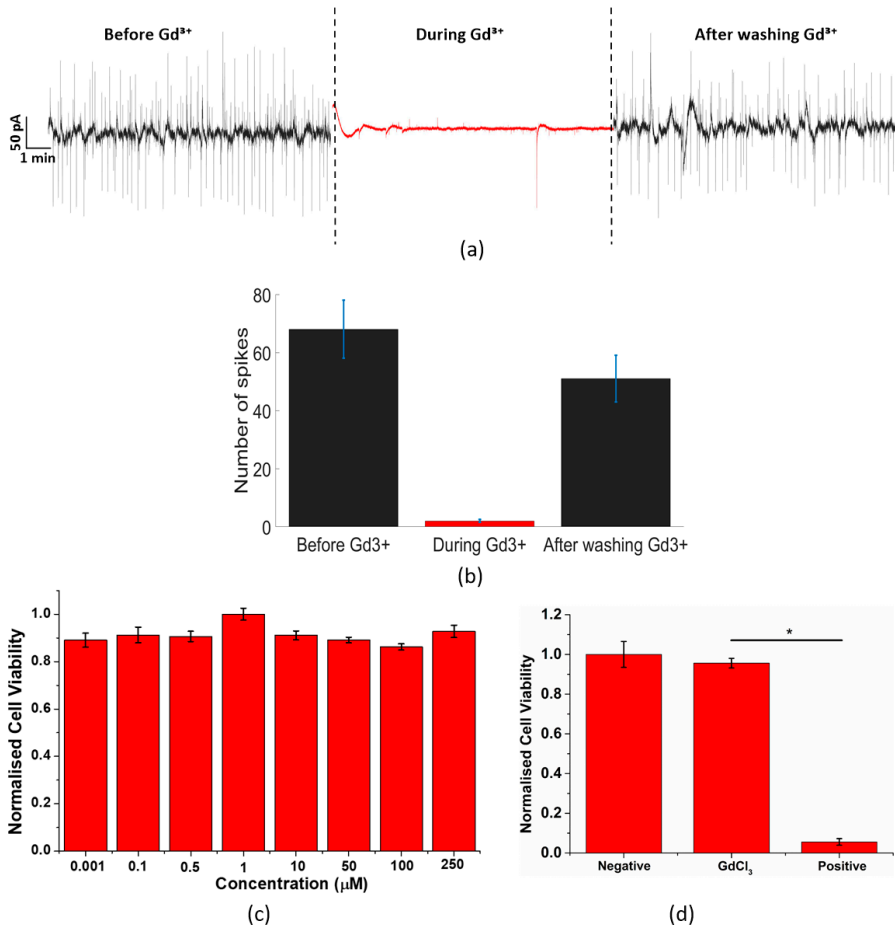 Before Gd³⁺ During Gd³⁺ After washing Gd³⁺
50 pA
1 min
(a)
80
60
40
20
0
Number of spikes
Before Gd3+ During Gd3+ After washing Gd3+
(b)
1.0
0.8
0.6
0.4
0.2
0.0
Normalised Cell Viability
0.001 0.1 0.5 1 10 50 100 250
Concentration (µM)
(c)
1.2
1.0
0.8
0.6
0.4
0.2
0.0
Normalised Cell Viability
*
Negative GdCl₃ Positive
(d)